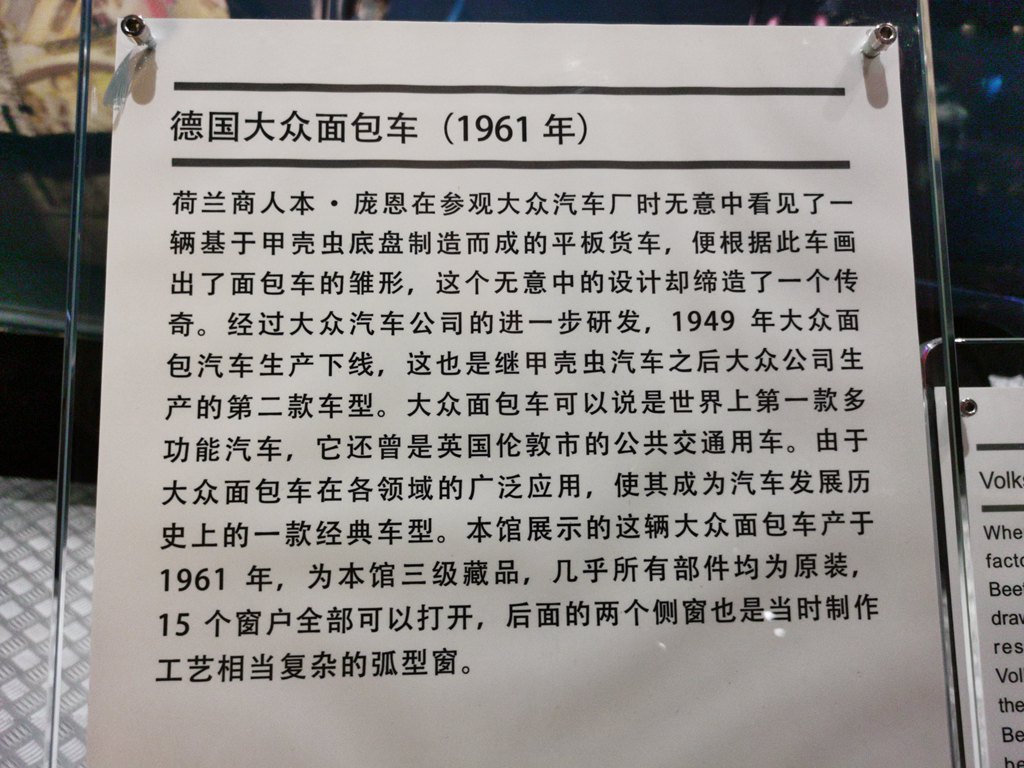 德国大众面包车（1961 年）
荷兰商人本·庞恩在参观大众汽车厂时无意中看见了一
辆基于甲壳虫底盘制造而成的平板货车，便根据此车画
出了面包车的雏形，这个无意中的设计却缔造了一个传
奇。经过大众汽车公司的进一步研发，1949 年大众面
包汽车生产下线，这也是继甲壳虫汽车之后大众公司生
产的第二款车型。大众面包车可以说是世界上第一款多
功能汽车，它还曾是英国伦敦市的公共交通用车。由于
大众面包车在各领域的广泛应用，使其成为汽车发展历
史上的一款经典车型。本馆展示的这辆大众面包车产于
1961 年，为本馆三级藏品，几乎所有部件均为原装，
15 个窗户全部可以打开，后面的两个侧窗也是当时制作
工艺相当复杂的弧型窗。
Volks
Whe
facto
Beet
draw
res
Vol
the
Be
be